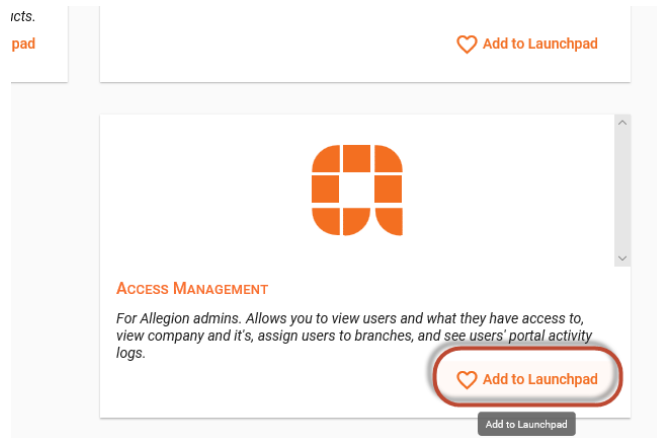 ucts.
pad
Add to Launchpad
ACCESS MANAGEMENT
For Allegion admins. Allows you to view users and what they have access to,
view company and it's, assign users to branches, and see users' portal activity
logs.
Add to Launchpad
Add to Launchpad